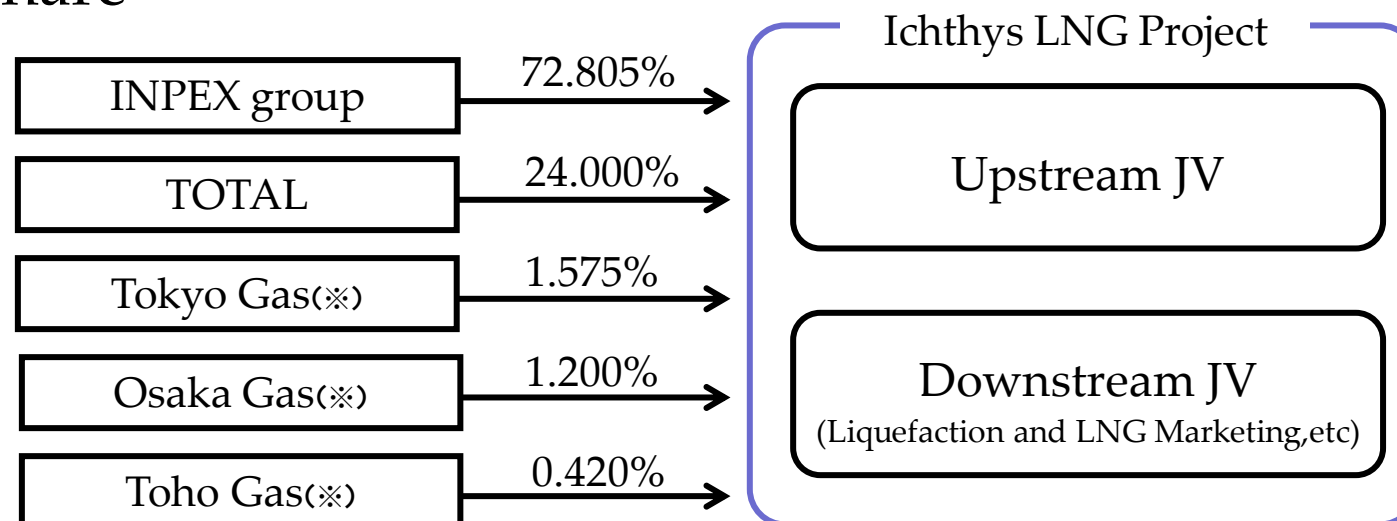 Ichthys LNG Project
INPEX group
72.805%
TOTAL
24.000%
Tokyo Gas(※)
1.575%
Osaka Gas(※)
1.200%
Toho Gas(※)
0.420%
Upstream JV
Downstream JV
(Liquefaction and LNG Marketing,etc)